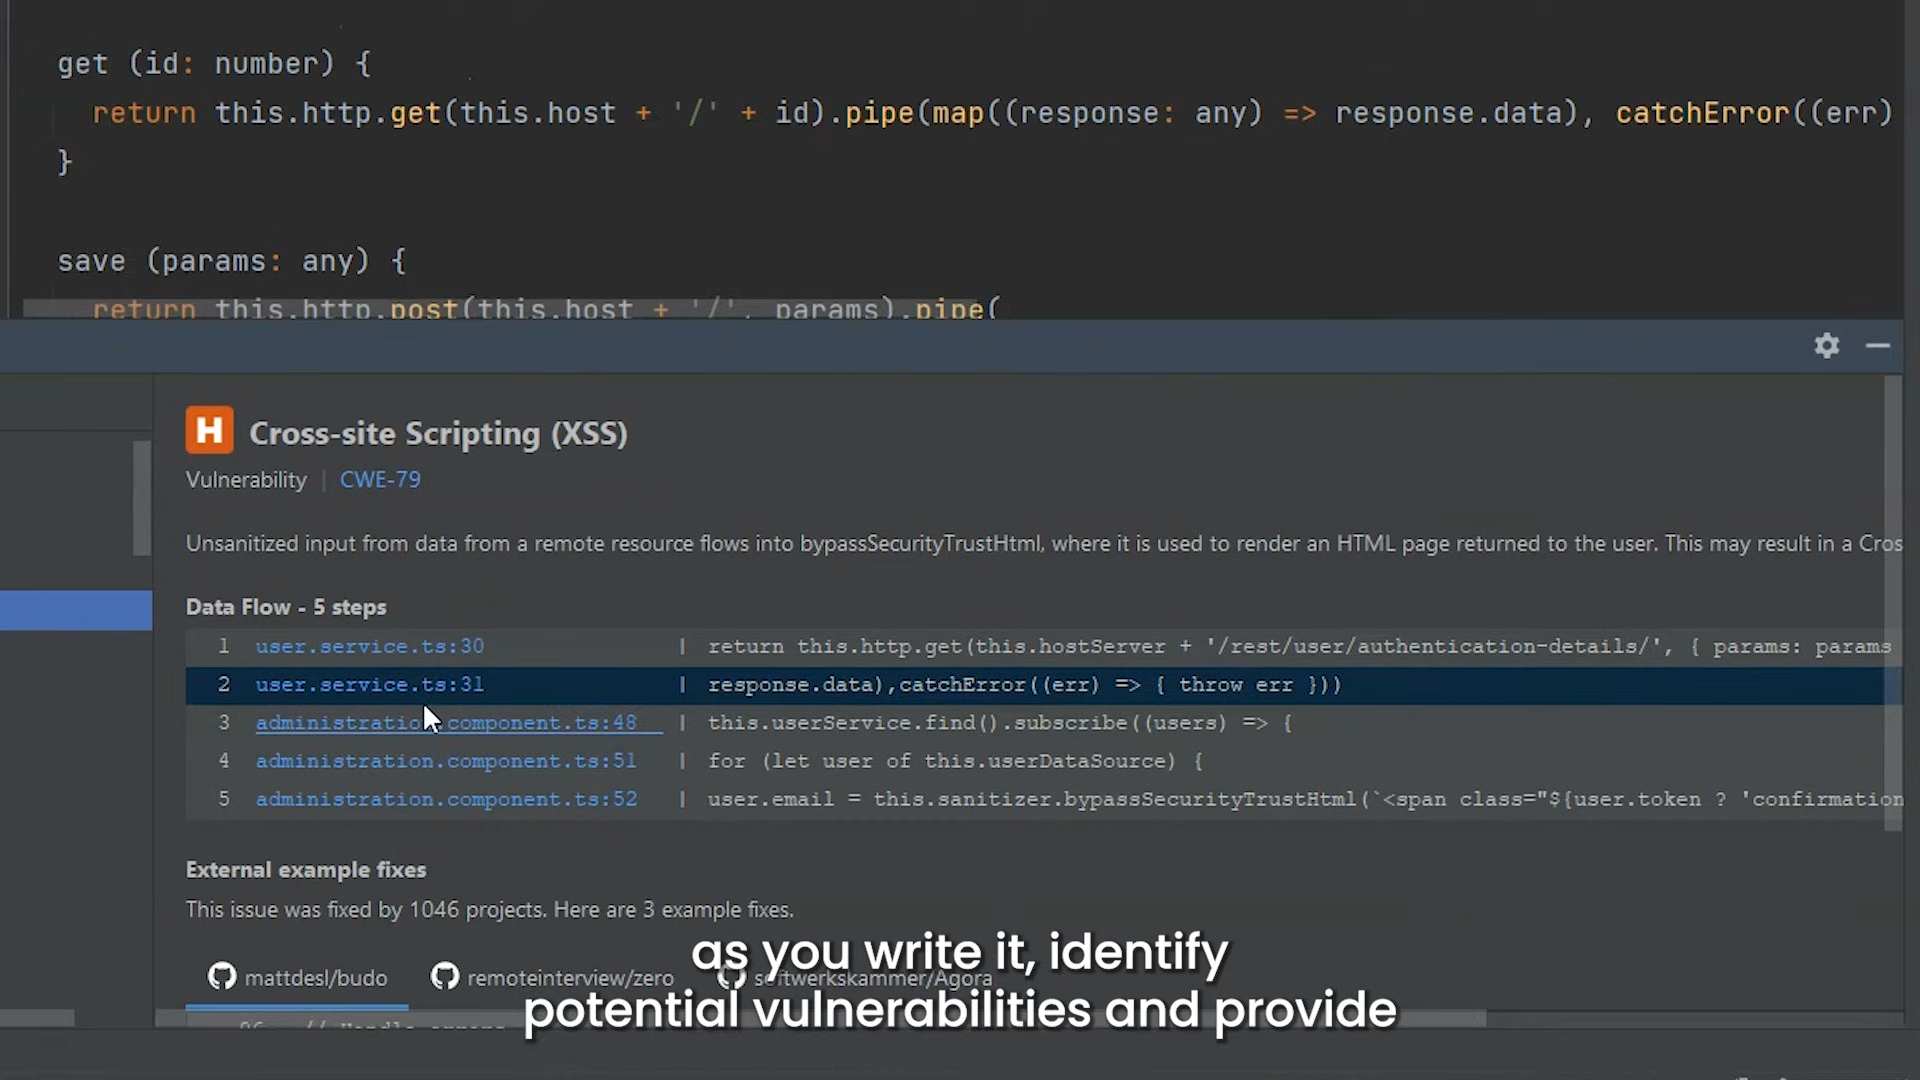 get (id: number) {
return this.http.get(this.host + '/' + id).pipe(map((response: any) => response.data), catchError((err)
}
save (params: any) {
return this.http.post(this.host + '/', params).pipe(
H Cross-site Scripting (XSS)
Vulnerability | CWE-79
Unsanitized input from data from a remote resource flows into bypassSecurityTrustHtml, where it is used to render an HTML page returned to the user. This may result in a Cros
Data Flow - 5 steps
1 user.service.ts:30 | return this.http.get(this.hostServer + '/rest/user/authentication-details/', { params: params
2 user.service.ts:31 | response.data),catchError((err) => { throw err }))
3 administration.component.ts:48 | this.userService.find().subscribe((users) => {
4 administration.component.ts:51 | for (let user of this.userDataSource) {
5 administration.component.ts:52 | user.email = this.sanitizer.bypassSecurityTrustHtml(`<span class="${user.token ? 'confirmation
External example fixes
This issue was fixed by 1046 projects. Here are 3 example fixes.
mattdesl/budo remoteinterview/zero softwerkskammer/Agora
as you write it, identify
potential vulnerabilities and provide